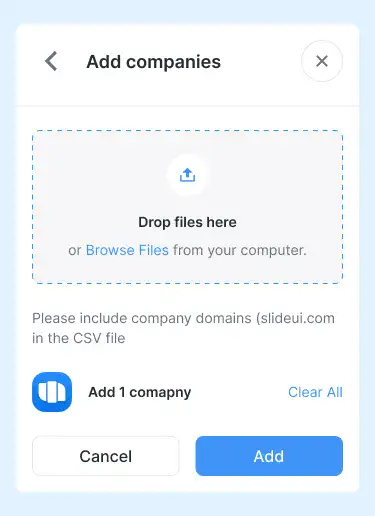 Add companies
Drop files here
or Browse Files from your computer.
Please include company domains (slideui.com
in the CSV file
Add 1 comapny
Clear All
Cancel
Add